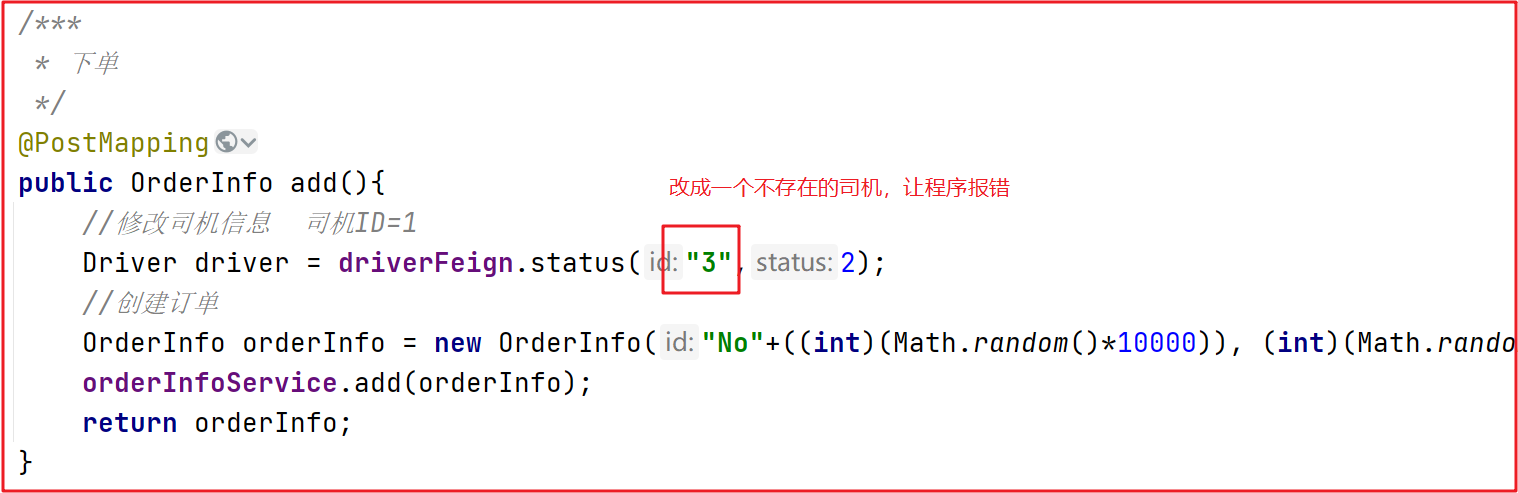 /***
* 下单
*/
@PostMapping
public OrderInfo add(){
改成一个不存在的司机，让程序报错
//修改司机信息  司机ID=1
Driver driver = driverFeign.status( id: "3", status: 2);
//创建订单
OrderInfo orderInfo = new OrderInfo( id: "No"+((int)(Math.random()*10000)), (int)(Math.rando
orderInfoService.add(orderInfo);
return orderInfo;
}